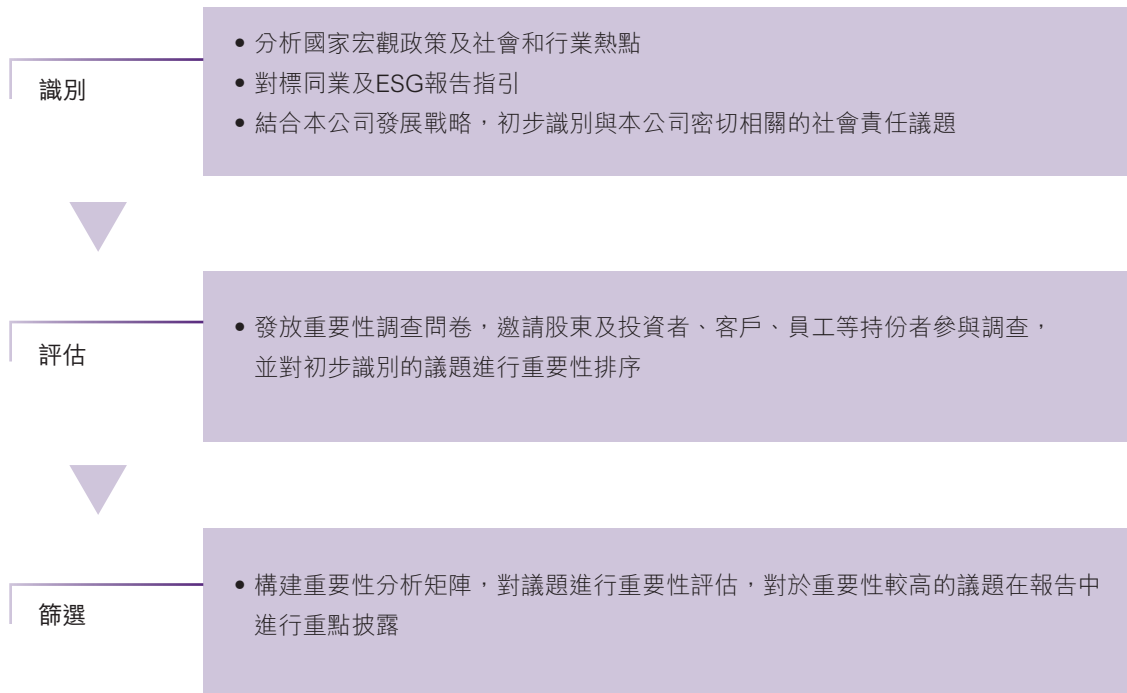 識別
• 分析國家宏觀政策及社會和行業熱點
• 對標同業及ESG報告指引
• 結合本公司發展戰略，初步識別與本公司密切相關的社會責任議題
評估
• 發放重要性調查問卷，邀請股東及投資者、客戶、員工等持份者參與調查，
並對初步識別的議題進行重要性排序
篩選
• 構建重要性分析矩陣，對議題進行重要性評估，對於重要性較高的議題在報告中
進行重點披露